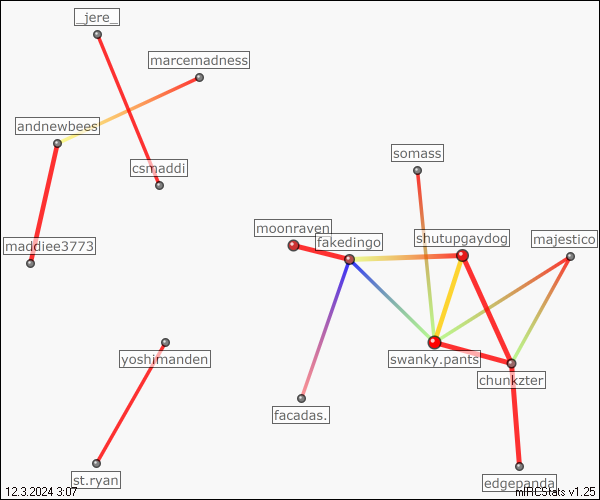 _jere_
marcemadness
andnewbees
somass
csmaddi
moonraven
fakedingo
shutupgaydog
majestico
maddiee3773
yoshimanden
swanky.pants
chunkzter
facadas.
st.ryan
edgepanda
12.3.2024 3:07
mIRCStats v1.25